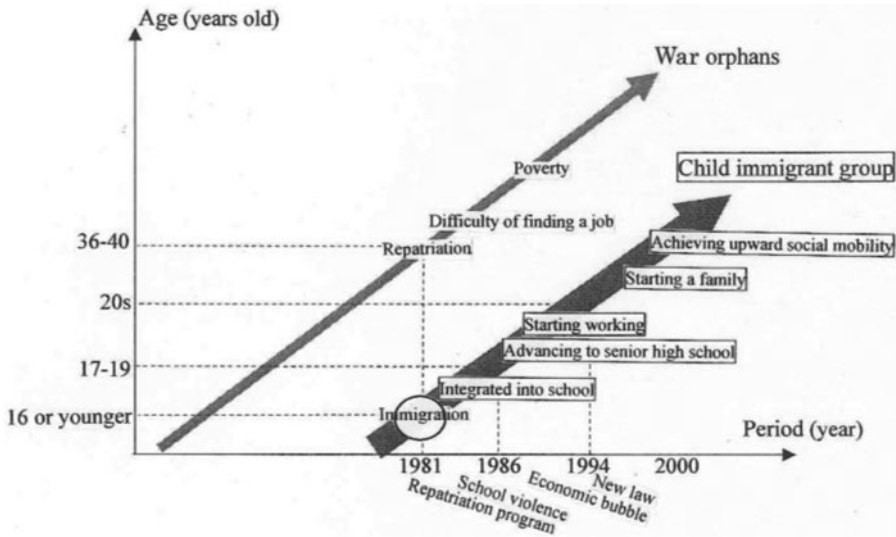 Age (years old)
War orphans
Poverty
Child immigrant group
Difficulty of finding a job
36-40
Repatriation
Achieving upward social mobility
Starting a family
20s
Starting working
Advancing to senior high school
17-19
Integrated into school
16 or younger
Immigration
Period (year)
1981
1986
1994
2000
Repatriation program
School violence
Economic bubble
New law